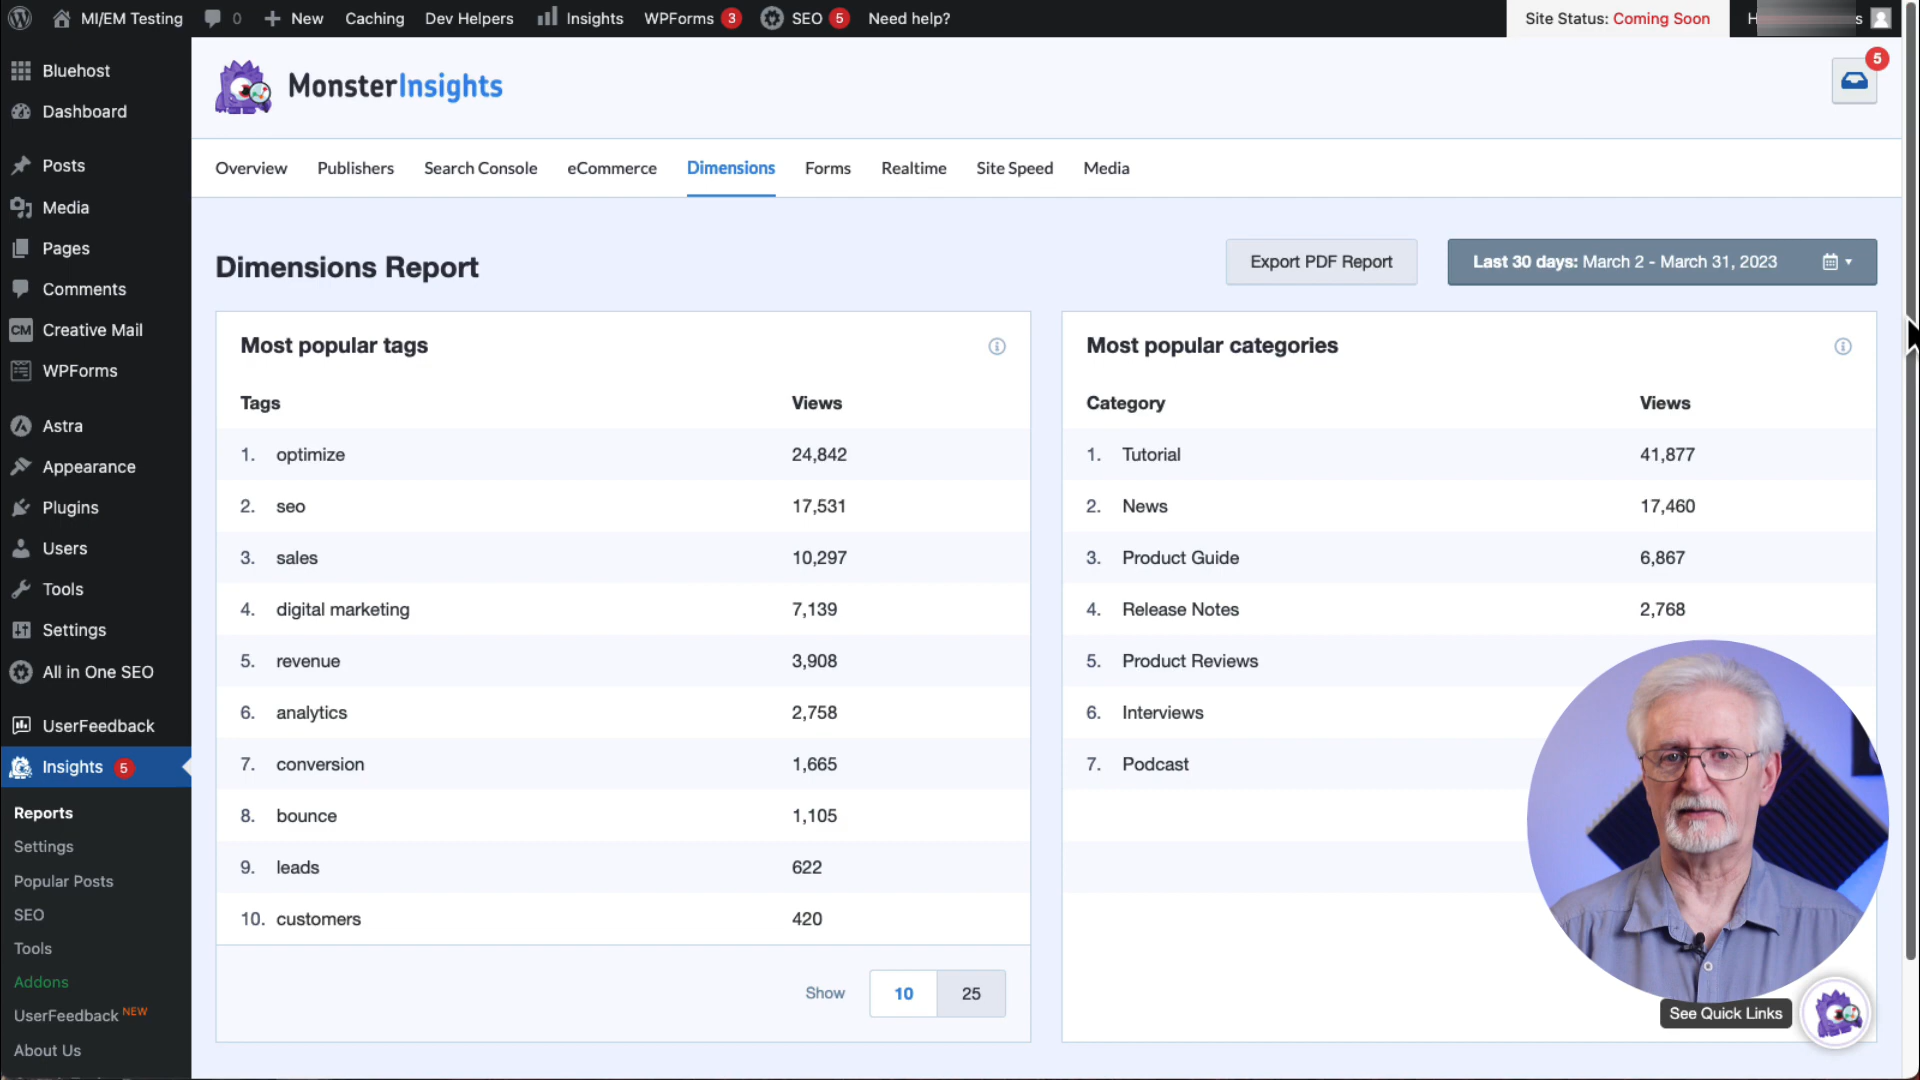 MI/EM Testing
0
New
Caching
Dev Helpers
Insights
WPForms 3
SEO 5
Need help?
Site Status: Coming Soon
H
s
Bluehost
Dashboard
Posts
Media
Pages
Comments
CM Creative Mail
WPForms
Astra
Appearance
Plugins
Users
Tools
Settings
All in One SEO
UserFeedback
Insights 5
Reports
Settings
Popular Posts
SEO
Tools
Addons
UserFeedback NEW
About Us
MonsterInsights
5
Overview
Publishers
Search Console
eCommerce
Dimensions
Forms
Realtime
Site Speed
Media
Dimensions Report
Export PDF Report
Last 30 days: March 2 - March 31, 2023
Most popular tags
Tags Views
1. optimize 24,842
2. seo 17,531
3. sales 10,297
4. digital marketing 7,139
5. revenue 3,908
6. analytics 2,758
7. conversion 1,665
8. bounce 1,105
9. leads 622
10. customers 420
Show 10 25
Most popular categories
Category Views
1. Tutorial 41,877
2. News 17,460
3. Product Guide 6,867
4. Release Notes 2,768
5. Product Reviews
6. Interviews
7. Podcast
See Quick Links